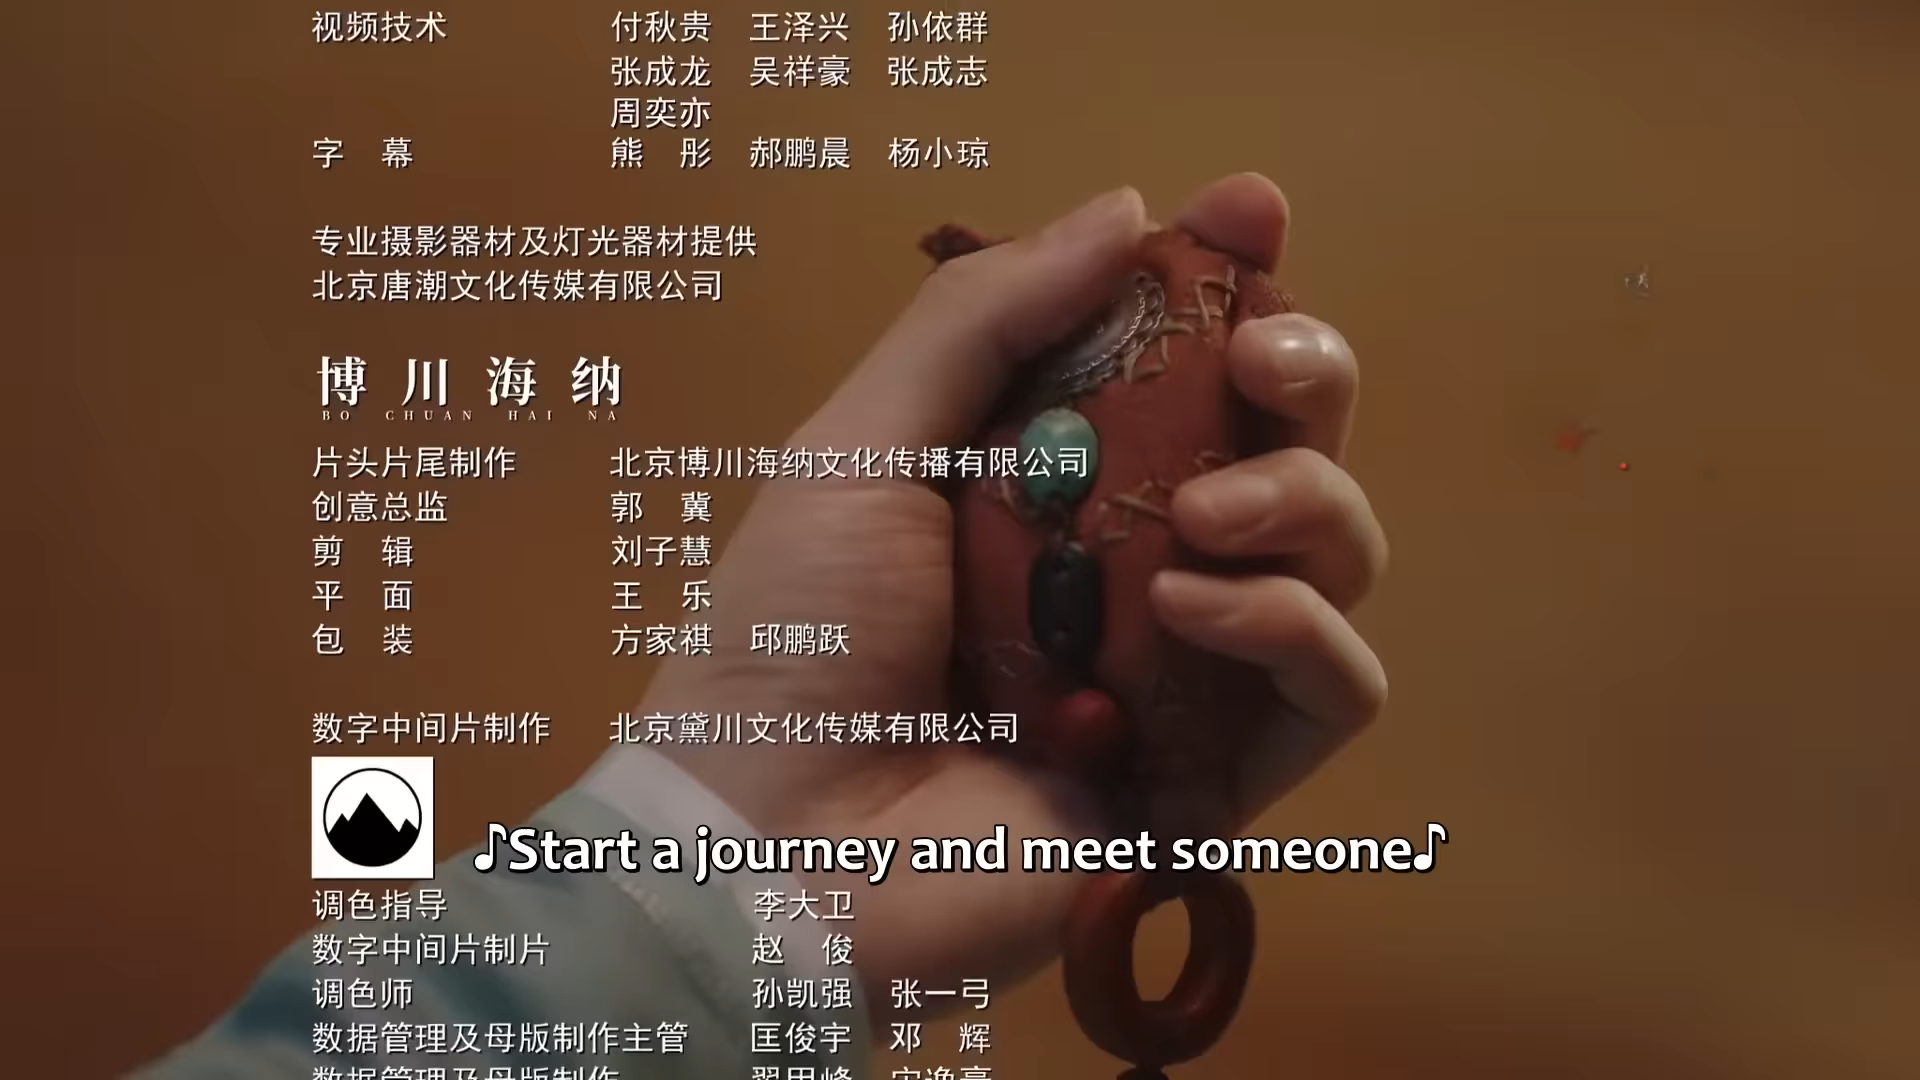 视频技术 付秋贵 王泽兴 孙依群
张成龙 吴祥豪 张成志
周奕亦
字 幕 熊 彤 郝鹏晨 杨小琼
专业摄影器材及灯光器材提供
北京唐潮文化传媒有限公司
博川海纳
BO CHUAN HAI NA
片头片尾制作 北京博川海纳文化传播有限公司
创意总监 郭 冀
剪 辑 刘子慧
平 面 王 乐
包 装 方家祺 邱鹏跃
数字中间片制作 北京黛川文化传媒有限公司
♪Start a journey and meet someone♪
调色指导 李大卫
数字中间片制片 赵 俊
调色师 孙凯强 张一弓
数据管理及母版制作主管 匡俊宇 邓 辉
数据管理及母版制作